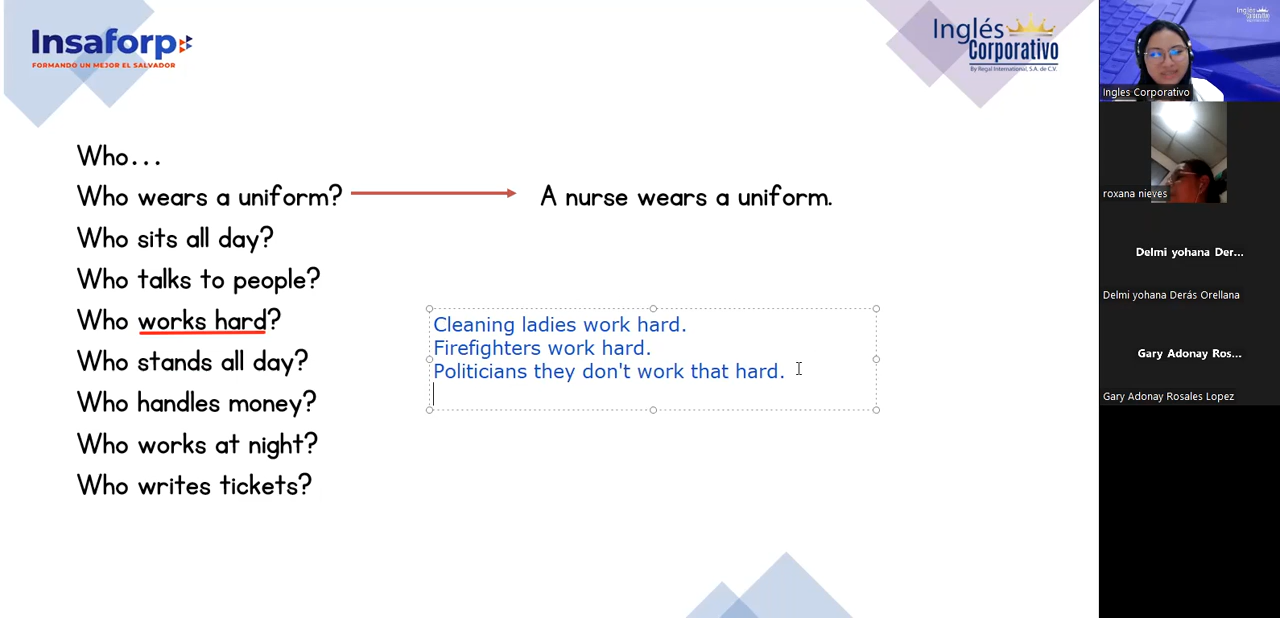 Insaforp
FORMANDO UN MEJOR EL SALVADOR
Inglés
Corporativo
By Regal International, S.A. de C.V.
Who...
Who wears a uniform?
A nurse wears a uniform.
Who sits all day?
Who talks to people?
Who works hard?
Who stands all day?
Who handles money?
Who works at night?
Who writes tickets?
Cleaning ladies work hard.
Firefighters work hard.
Politicians they don't work that hard.
Inglés
Ingles Corporativo
roxana nieves
Delmi yohana Der...
Delmi yohana Derás Orellana
Gary Adonay Ros...
Gary Adonay Rosales Lopez